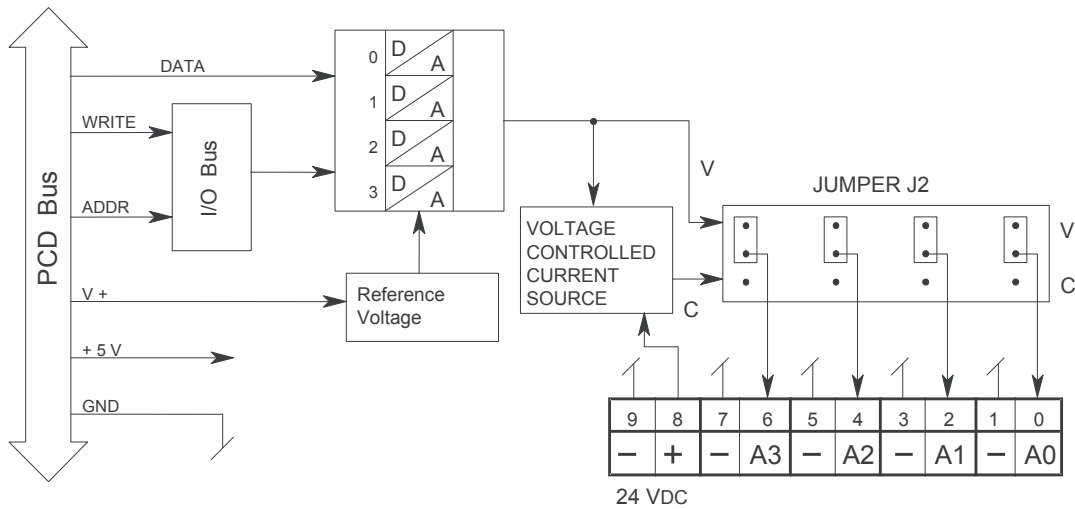 PCD Bus
DATA
WRITE
ADDR
V +
+ 5 V
GND
I/O Bus
0 D A
1 D A
2 D A
3 D A
Reference
Voltage
VOLTAGE
CONTROLLED
CURRENT
SOURCE
V
C
JUMPER J2
V
C
9 8 7 6 5 4 3 2 1 0
– + – A3 – A2 – A1 – A0
24 VDC